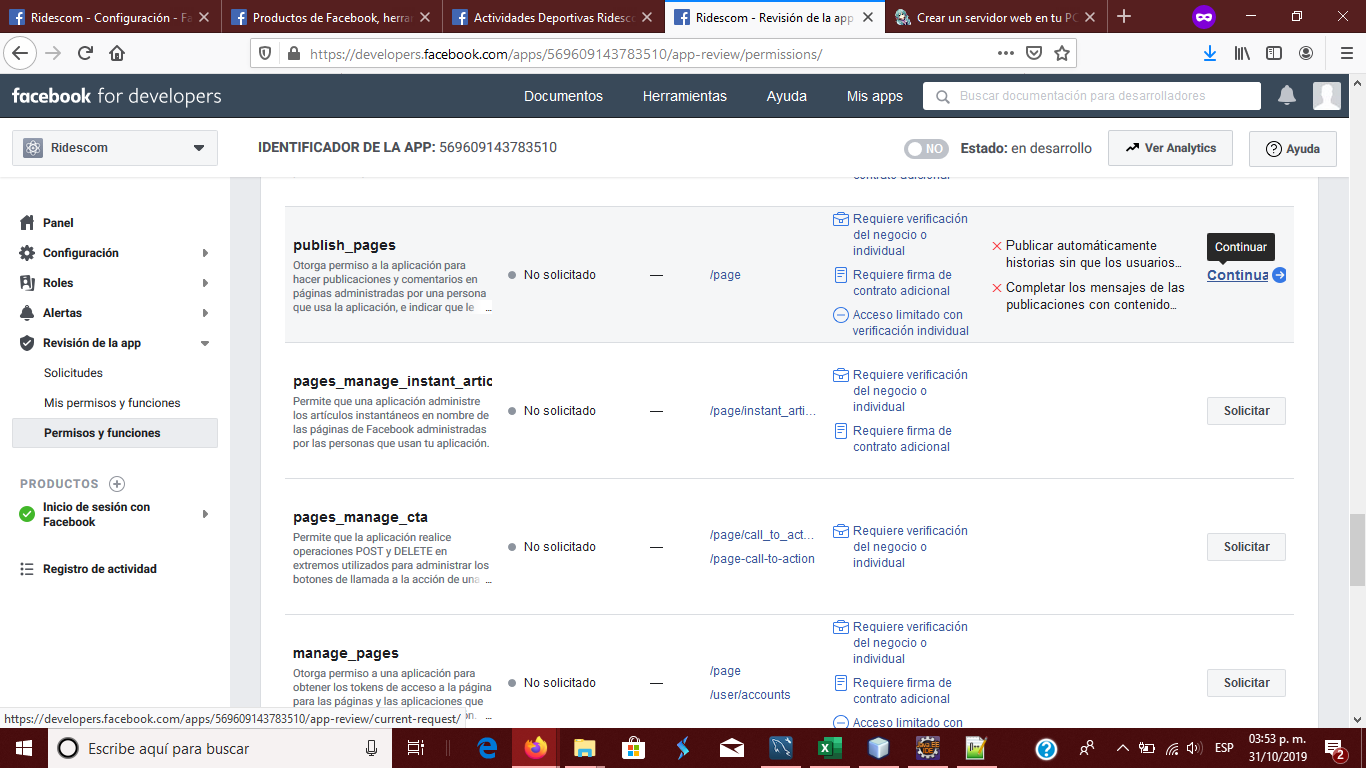 Ridescom - Configuración - Fa
Productos de Facebook, herrar
Actividades Deportivas Ridesco
Ridescom - Revisión de la app
Crear un servidor web en tu PC
https://developers.facebook.com/apps/569609143783510/app-review/permissions/
facebook for developers
Documentos
Herramientas
Ayuda
Mis apps
Buscar documentación para desarrolladores
Ridescom
IDENTIFICADOR DE LA APP: 569609143783510
NO
Estado: en desarrollo
Ver Analytics
Ayuda
Panel
Configuración
Roles
Alertas
Revisión de la app
Solicitudes
Mis permisos y funciones
Permisos y funciones
PRODUCTOS
Inicio de sesión con
Facebook
Registro de actividad
contrato adicional
publish_pages
Otorga permiso a la aplicación para
hacer publicaciones y comentarios en
páginas administradas por una persona
que usa la aplicación, e indicar que le ...
No solicitado
—
/page
Requiere verificación
del negocio o
individual
Requiere firma de
contrato adicional
Acceso limitado con
verificación individual
Publicar automáticamente
historias sin que los usuarios...
Completar los mensajes de las
publicaciones con contenido...
Continuar
Continua
pages_manage_instant_artic
Permite que una aplicación administre
los artículos instantáneos en nombre de
las páginas de Facebook administradas
por las personas que usan tu aplicación.
No solicitado
—
/page/instant_arti...
Requiere verificación
del negocio o
individual
Requiere firma de
contrato adicional
Solicitar
pages_manage_cta
Permite que la aplicación realice
operaciones POST y DELETE en
extremos utilizados para administrar los
botones de llamada a la acción de una ...
No solicitado
—
/page/call_to_act...
/page-call-to-action
Requiere verificación
del negocio o
individual
Solicitar
manage_pages
Otorga permiso a una aplicación para
obtener los tokens de acceso a la página
para las páginas y las aplicaciones que
No solicitado
—
/page
/user/accounts
Requiere verificación
del negocio o
individual
Requiere firma de
contrato adicional
Acceso limitado con
Solicitar
https://developers.facebook.com/apps/569609143783510/app-review/current-request/
Escribe aquí para buscar
ESP
03:53 p. m.
31/10/2019
2